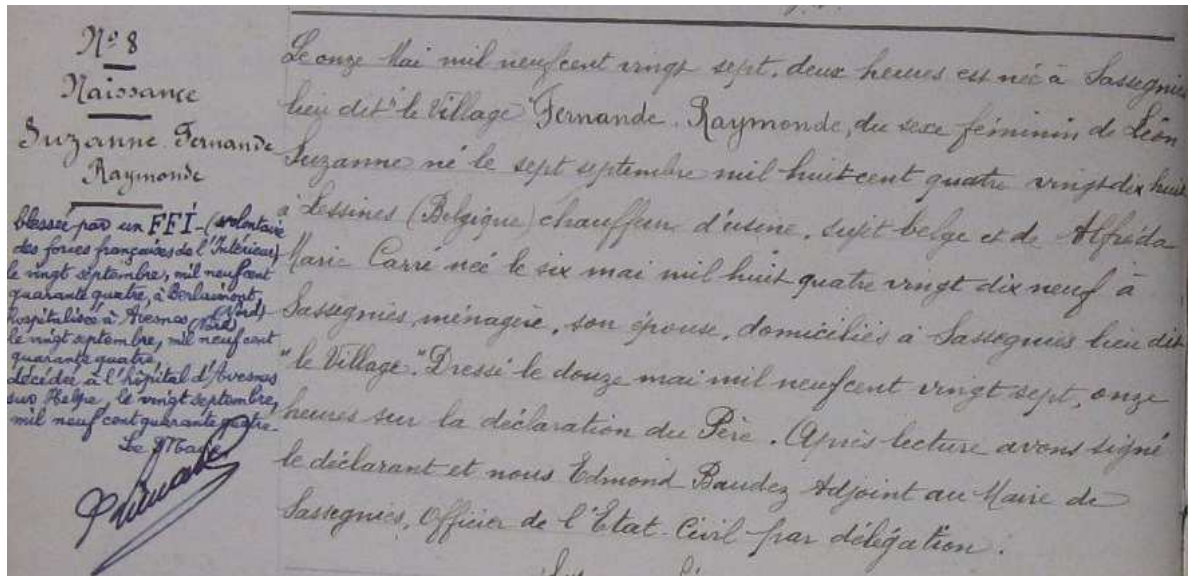 N° 8
Naissance
Suzanne Fernande
Raymonde
blessée par un FFI - (volontaire
des forces françaises de l'Intérieur)
le vingt septembre, mil neuf cent
quarante quatre, à Berlaimont,
(Nord)
hospitalisée à Avesnes (Nord)
le vingt septembre, mil neuf cent
quarante quatre,
décédée à l'hôpital d'Avesnes
sur Helpe, le vingt septembre,
mil neuf cent quarante quatre.
Le Maire
Le onze Mai mil neufcent vingt sept, deux heures est née à Sassegnies
lieu dit "le Village" Fernande, Raymonde, du sexe féminin de Léon
Suzanne né le sept septembre mil huit cent quatre vingt dix huit
à Lessines (Belgique) chauffeur d'usine, sujet belge et de Alfréda
Marie Carré née le six mai mil huit quatre vingt dix neuf à
Sassegnies, ménagère, son épouse, domiciliés à Sassegnies lieu dit
"le Village". Dressé le douze mai mil neufcent vingt sept, onze
heures sur la déclaration du Père. Après lecture avons signé
le déclarant et nous Edmond Baudez Adjoint au Maire de
Sassegnies, Officier de l'Etat-Civil par délégation.